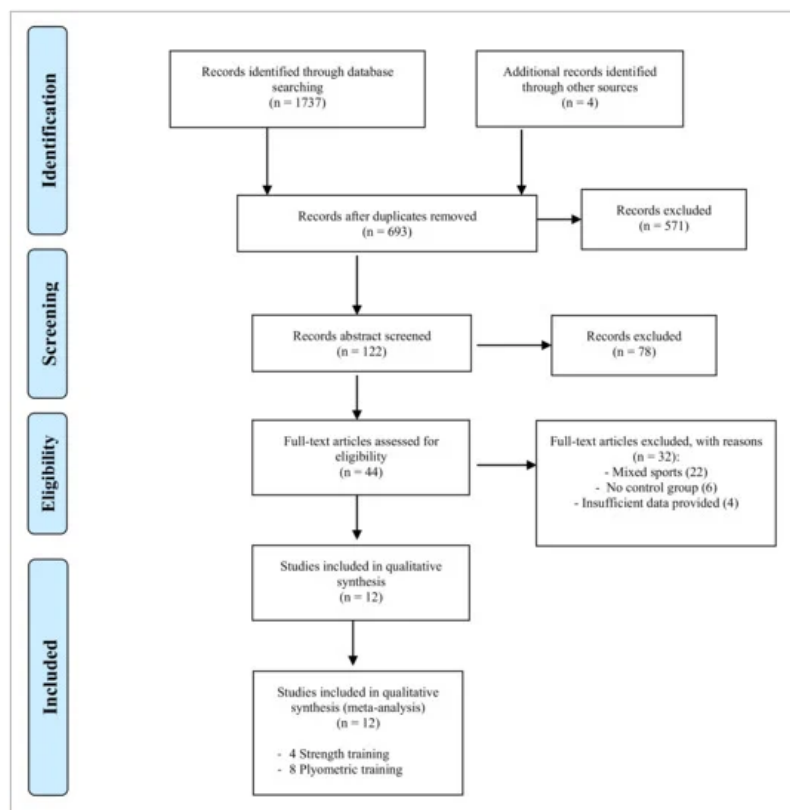 Identification
Records identified through database
searching
(n = 1737)
Additional records identified
through other sources
(n = 4)
Records after duplicates removed
(n = 693)
Records excluded
(n = 571)
Screening
Records abstract screened
(n = 122)
Records excluded
(n = 78)
Eligibility
Full-text articles assessed for
eligibility
(n = 44)
Full-text articles excluded, with reasons
(n = 32):
- Mixed sports (22)
- No control group (6)
- Insufficient data provided (4)
Included
Studies included in qualitative
synthesis
(n = 12)
Studies included in qualitative
synthesis (meta-analysis)
(n = 12)
- 4 Strength training
- 8 Plyometric training